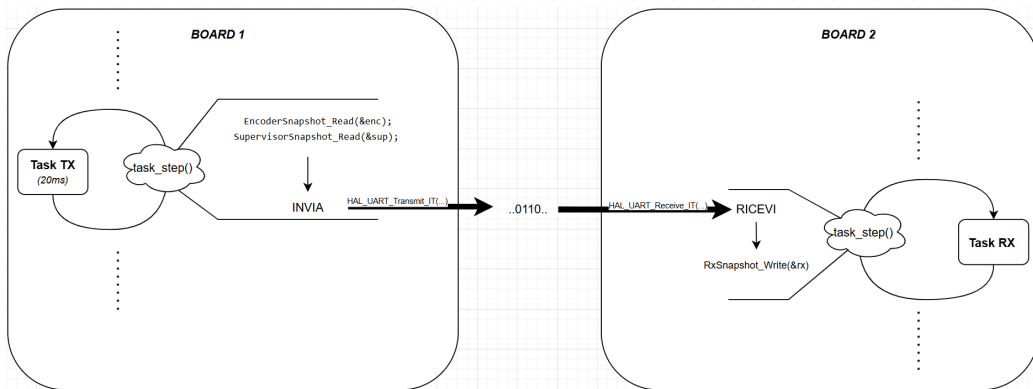 BOARD 1
EncoderSnapshot_Read(&enc);
SupervisorSnapshot_Read(&sup);
Task TX
(20ms)
task_step()
INVIA
HAL_UART_Transmit_IT(...)
..0110..
BOARD 2
HAL_UART_Receive_IT(...)
RICEVI
RxSnapshot_Write(&rx)
task_step()
Task RX